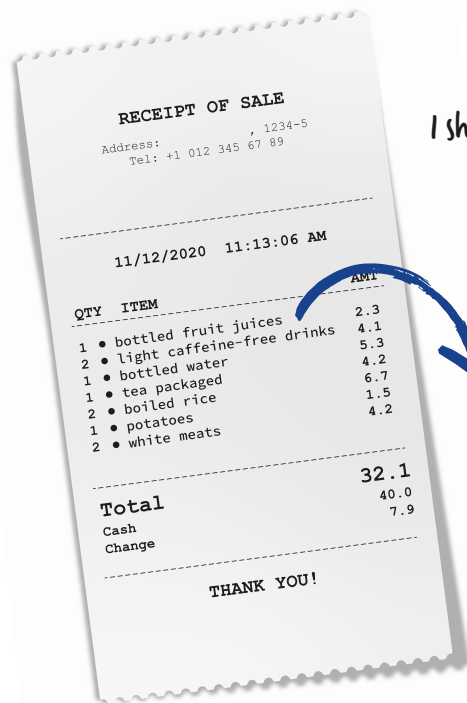 RECEIPT OF SALE
Address: , 1234-5
Tel: +1 012 345 67 89
I sh
11/12/2020 11:13:06 AM
QTY ITEM AMT
1 • bottled fruit juices 2.3
2 • light caffeine-free drinks 4.1
1 • bottled water 5.3
1 • tea packaged 4.2
2 • boiled rice 6.7
1 • potatoes 1.5
2 • white meats 4.2
Total 32.1
Cash 40.0
Change 7.9
THANK YOU!